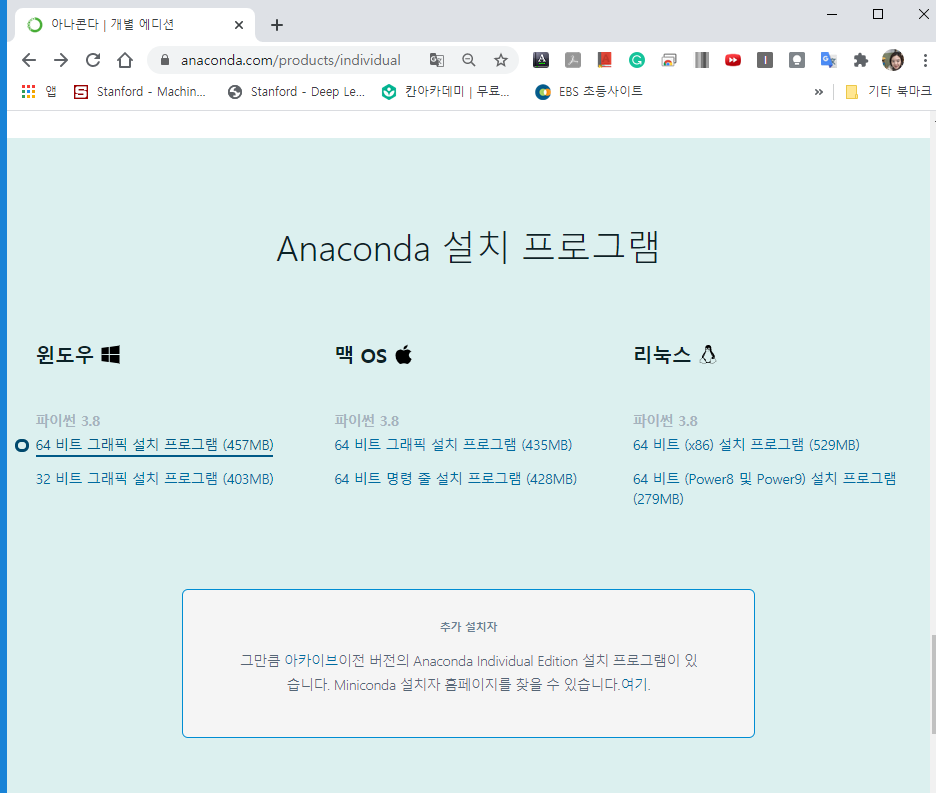 아나콘다 | 개별 에디션
anaconda.com/products/individual
앱
Stanford - Machin...
Stanford - Deep Le...
칸아카데미 | 무료...
EBS 초등사이트
»
기타 북마크
Anaconda 설치 프로그램
윈도우
맥 OS
리눅스
파이썬 3.8
64 비트 그래픽 설치 프로그램 (457MB)
32 비트 그래픽 설치 프로그램 (403MB)
파이썬 3.8
64 비트 그래픽 설치 프로그램 (435MB)
64 비트 명령 줄 설치 프로그램 (428MB)
파이썬 3.8
64 비트 (x86) 설치 프로그램 (529MB)
64 비트 (Power8 및 Power9) 설치 프로그램
(279MB)
추가 설치자
그만큼 아카이브이전 버전의 Anaconda Individual Edition 설치 프로그램이 있
습니다. Miniconda 설치자 홈페이지를 찾을 수 있습니다.여기.